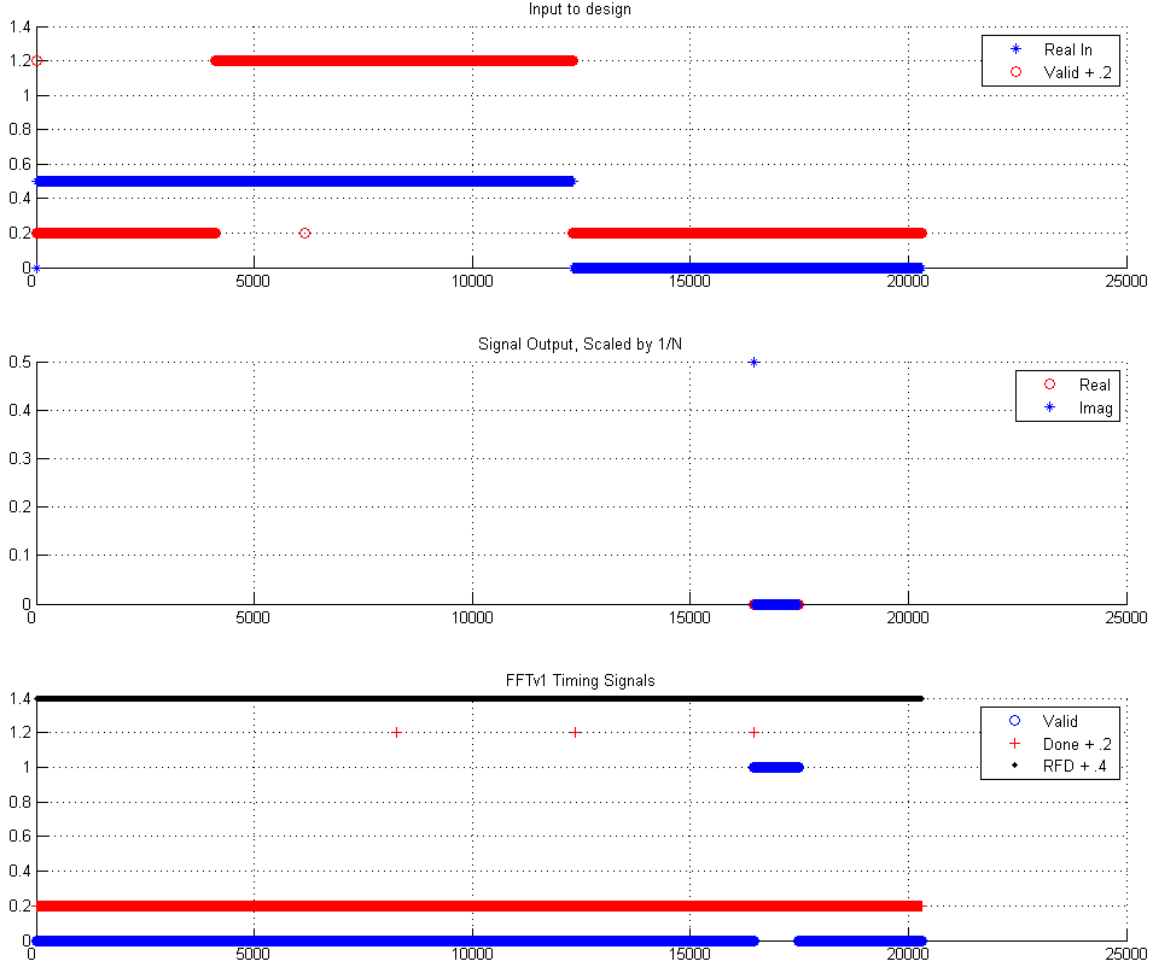 Input to design
1.4
1.2
1
0.8
0.6
0.4
0.2
0
0 5000 10000 15000 20000 25000
Real In
Valid + .2
Signal Output, Scaled by 1/N
0.5
0.4
0.3
0.2
0.1
0
0 5000 10000 15000 20000 25000
Real
Imag
FFTv1 Timing Signals
1.4
1.2
1
0.8
0.6
0.4
0.2
0
0 5000 10000 15000 20000 25000
Valid
Done + .2
RFD + .4